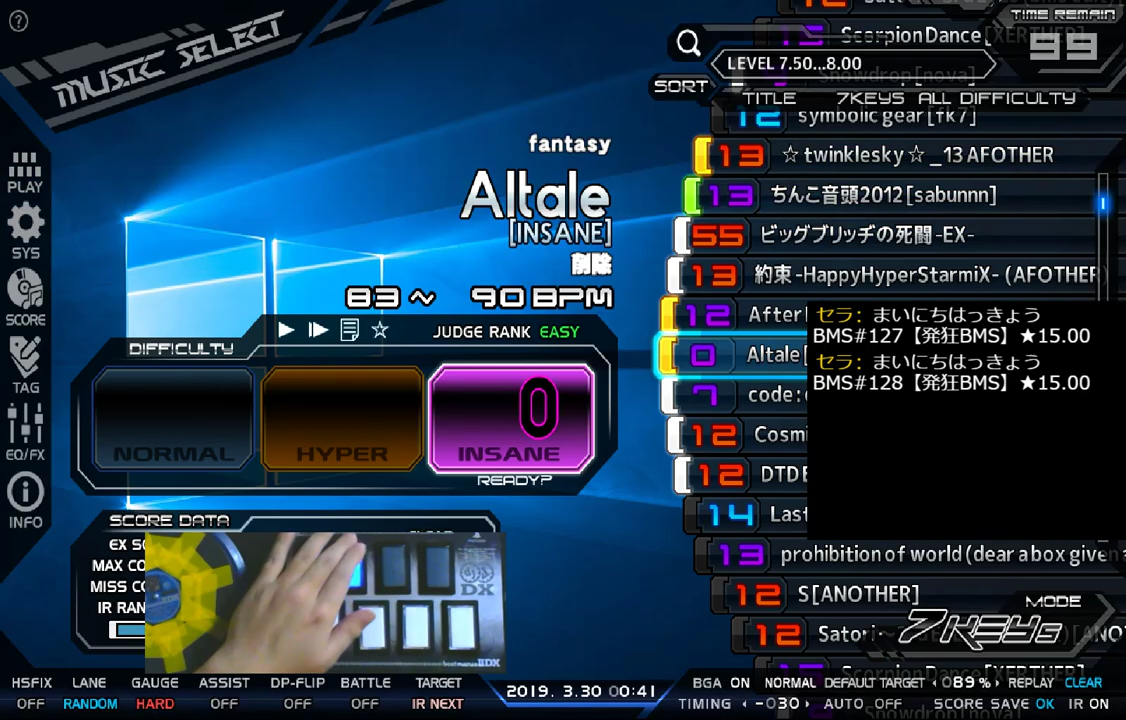 ?
MUSIC SELECT
PLAY
SYS
SCORE
TAG
EQ/FX
INFO
fantasy
Altale
[INSANE]
削除
83 ~ 90 BPM
JUDGE RANK EASY
DIFFICULTY
NORMAL
HYPER
0
INSANE
READY?
SCORE DATA
EX SC
MAX CO
MISS CO
IR RAN
DX
beatmania IIDX
TIME REMAIN
99
LEVEL 7.50...8.00
SORT
TITLE 7KEYS ALL DIFFICULTY
ScorpionDance[XERTHER]
Snowdrop[nova]
12 symbolic gear[fk7]
13 ☆twinklesky☆_13 AFOTHER
13 ちんこ音頭2012[sabunnn]
55 ビッグブリッヂの死闘-EX-
13 約束-HappyHyperStarmiX- (AFOTHER
12 After
0 Altale[
7 code:
12 Cosmi
12 DTDE
14 Last
13 prohibition of world(dear a box given
12 S[ANOTHER]
12 Satori
ScorpionDance[XERTHER]
Snowdrop[nova]
セラ: まいにちはっきょう
BMS#127【発狂BMS】★15.00
セラ: まいにちはっきょう
BMS#128【発狂BMS】★15.00
MODE
7KEYS
HSFIX LANE GAUGE ASSIST DP-FLIP BATTLE TARGET
OFF RANDOM HARD OFF OFF OFF IR NEXT
2019. 3.30 00:41
BGA ON NORMAL DEFAULT TARGET 089% REPLAY CLEAR
TIMING -030 AUTO OFF SCORE SAVE OK IR ON